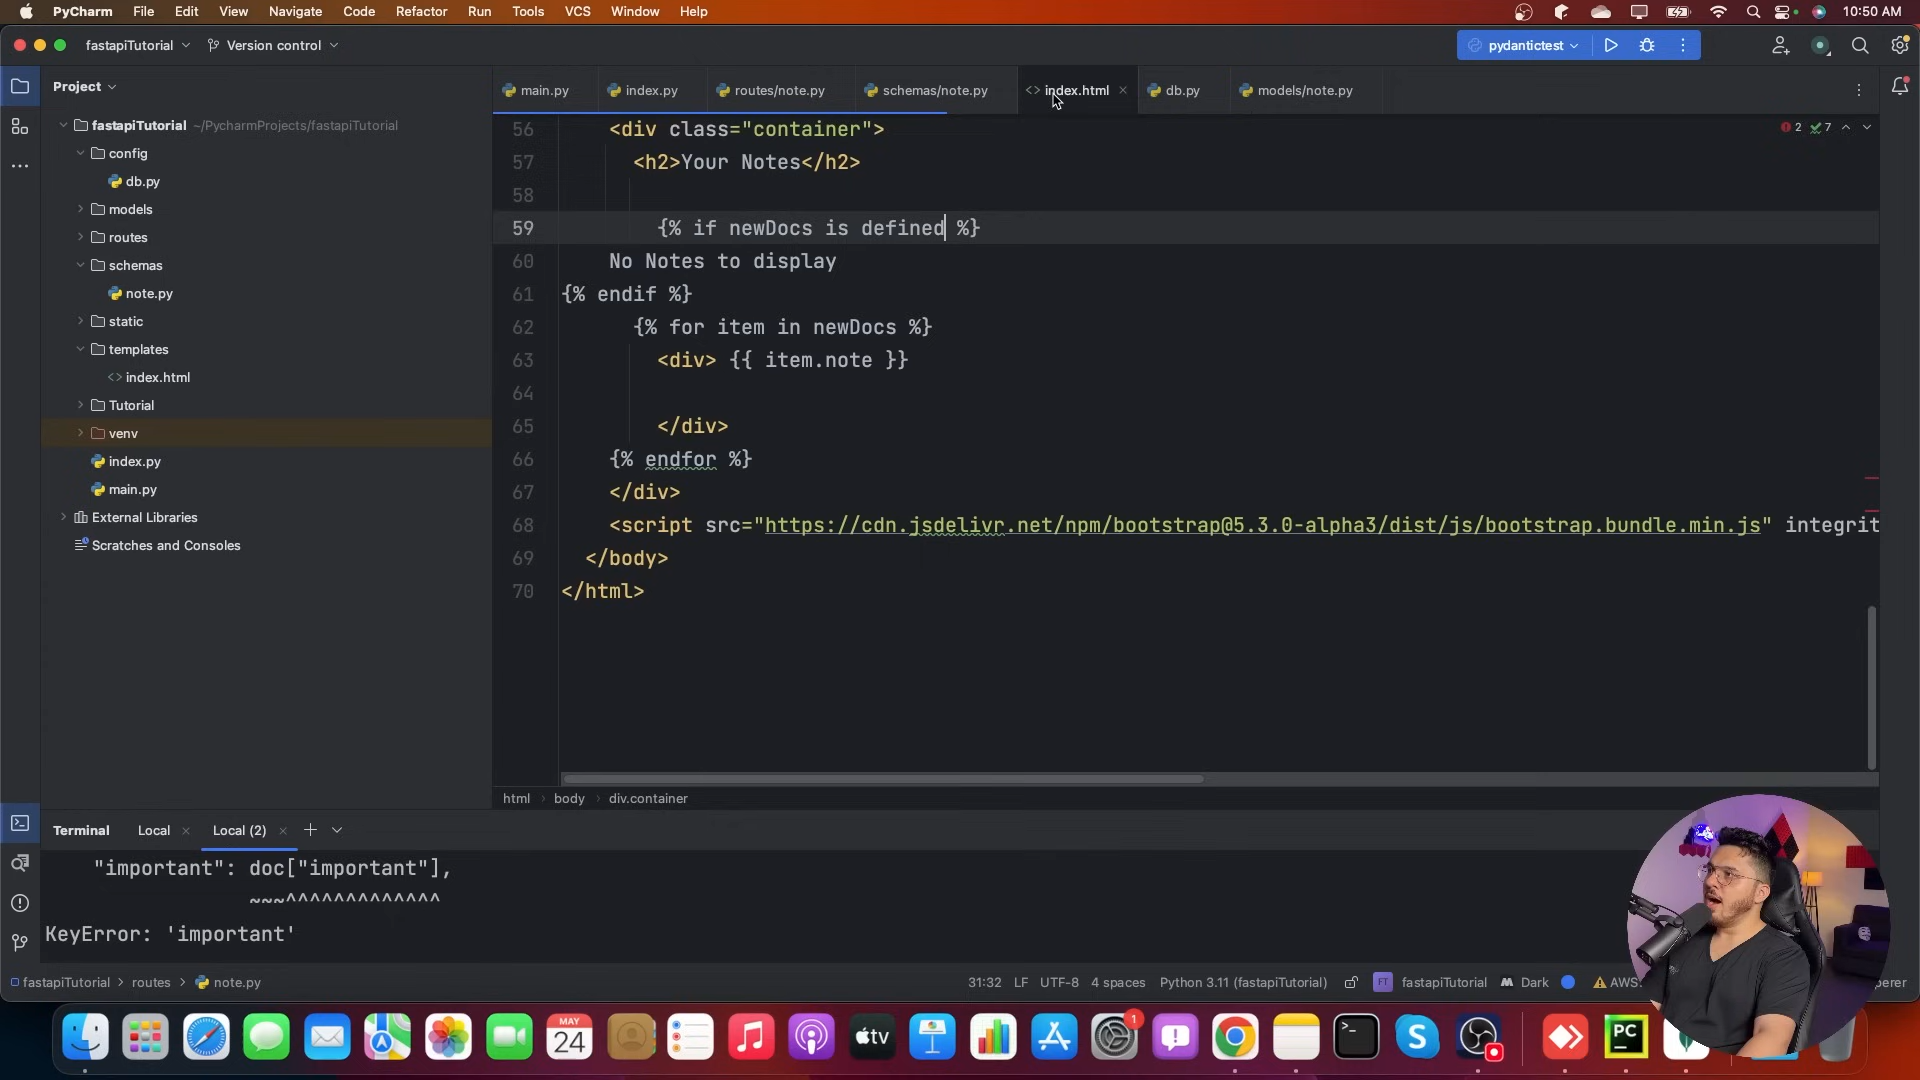 PyCharm File Edit View Navigate Code Refactor Run Tools VCS Window Help 10:50 AM
fastapiTutorial Version control pydantictest
Project main.py index.py routes/note.py schemas/note.py <> index.html db.py models/note.py
fastapiTutorial ~/PycharmProjects/fastapiTutorial
config
db.py
models
routes
schemas
note.py
static
templates
<> index.html
Tutorial
venv
index.py
main.py
External Libraries
Scratches and Consoles
2 7
56 <div class="container">
57 <h2>Your Notes</h2>
58
59 {% if newDocs is defined %}
60 No Notes to display
61 {% endif %}
62 {% for item in newDocs %}
63 <div> {{ item.note }}
64
65 </div>
66 {% endfor %}
67 </div>
68 <script src="https://cdn.jsdelivr.net/npm/bootstrap@5.3.0-alpha3/dist/js/bootstrap.bundle.min.js" integrit
69 </body>
70 </html>
html body div.container
Terminal Local Local (2)
"important": doc["important"],
~~~^^^^^^^^^^^^^
KeyError: 'important'
fastapiTutorial > routes > note.py 31:32 LF UTF-8 4 spaces Python 3.11 (fastapiTutorial) FT fastapiTutorial Dark AWS:
MAY
24
tv
1
PC